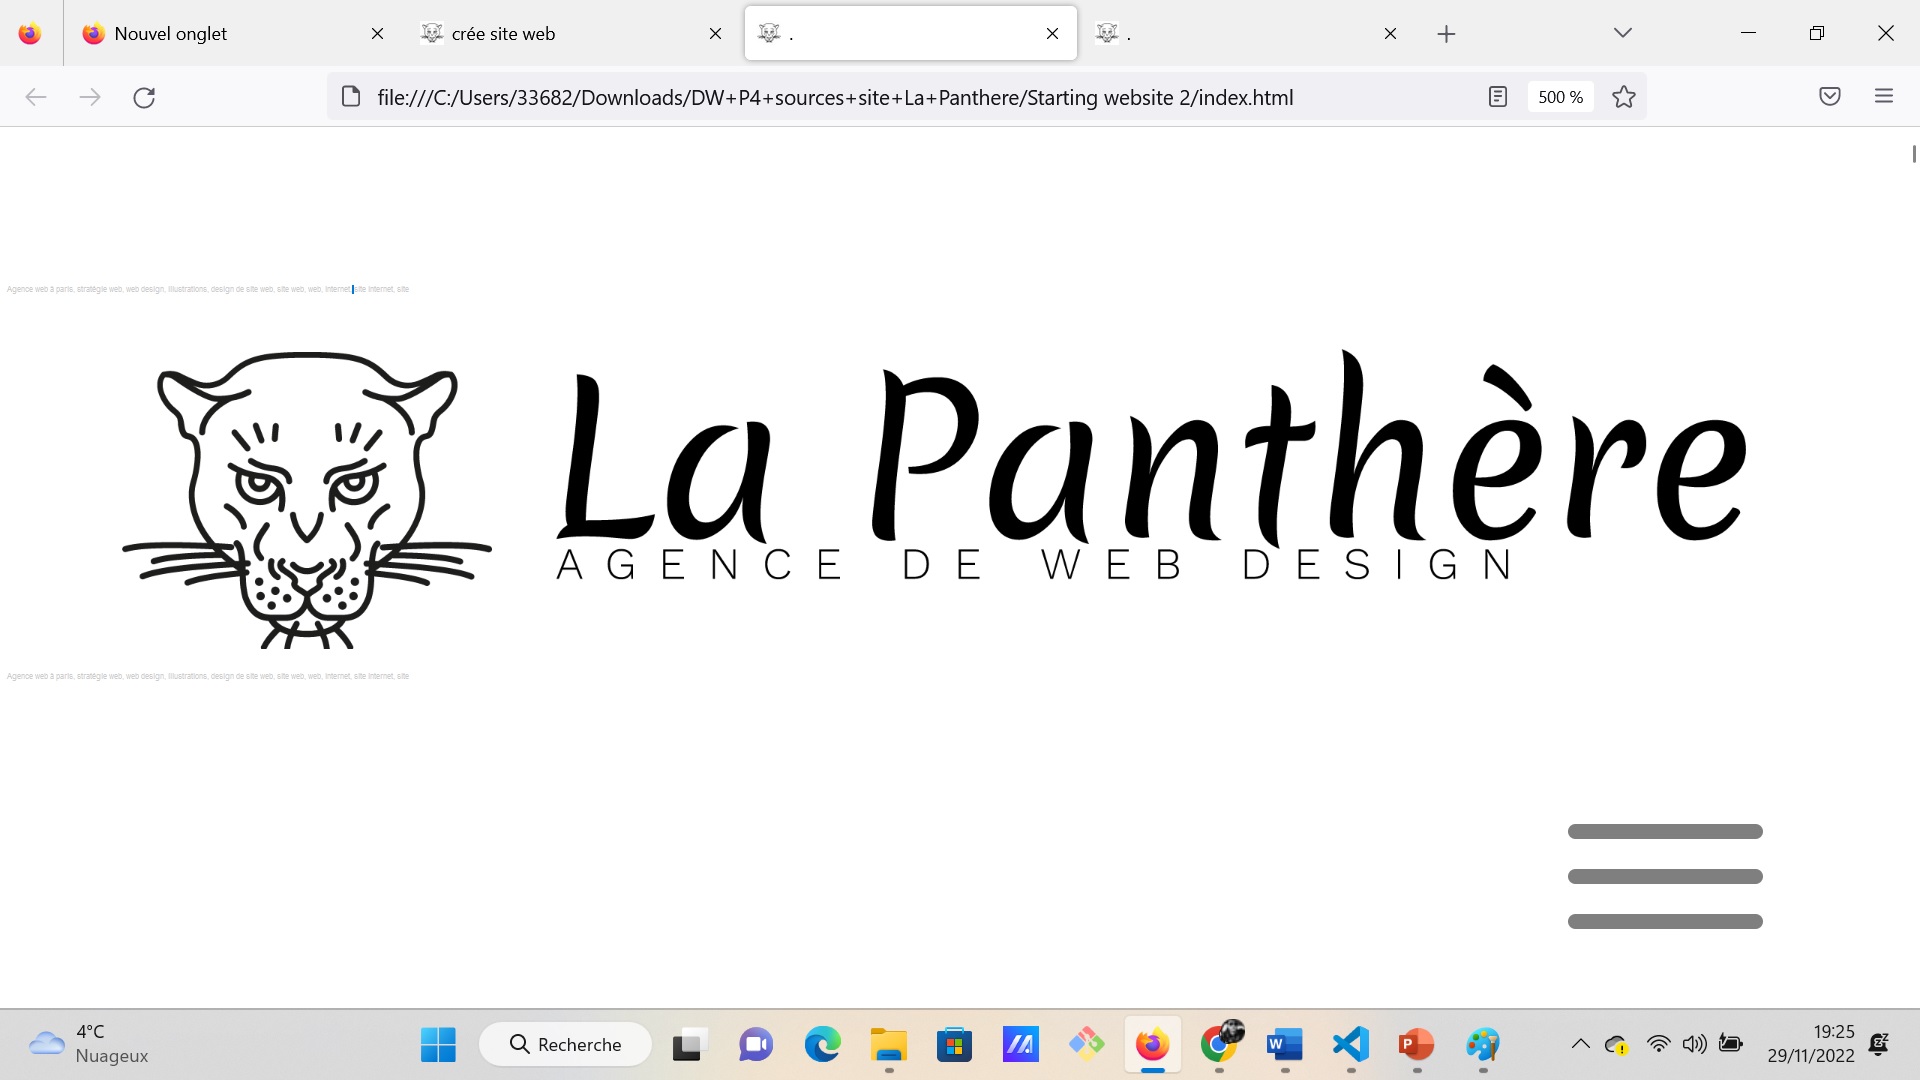 Nouvel onglet
crée site web
.
.
file:///C:/Users/33682/Downloads/DW+P4+sources+site+La+Panthere/Starting website 2/index.html
500 %
Agence web à paris, stratégie web, web design, illustrations, design de site web, site web, web, internet, site internet, site
La Panthère
AGENCE DE WEB DESIGN
Agence web à paris, stratégie web, web design, illustrations, design de site web, site web, web, internet, site internet, site
4°C
Nuageux
Recherche
19:25
29/11/2022